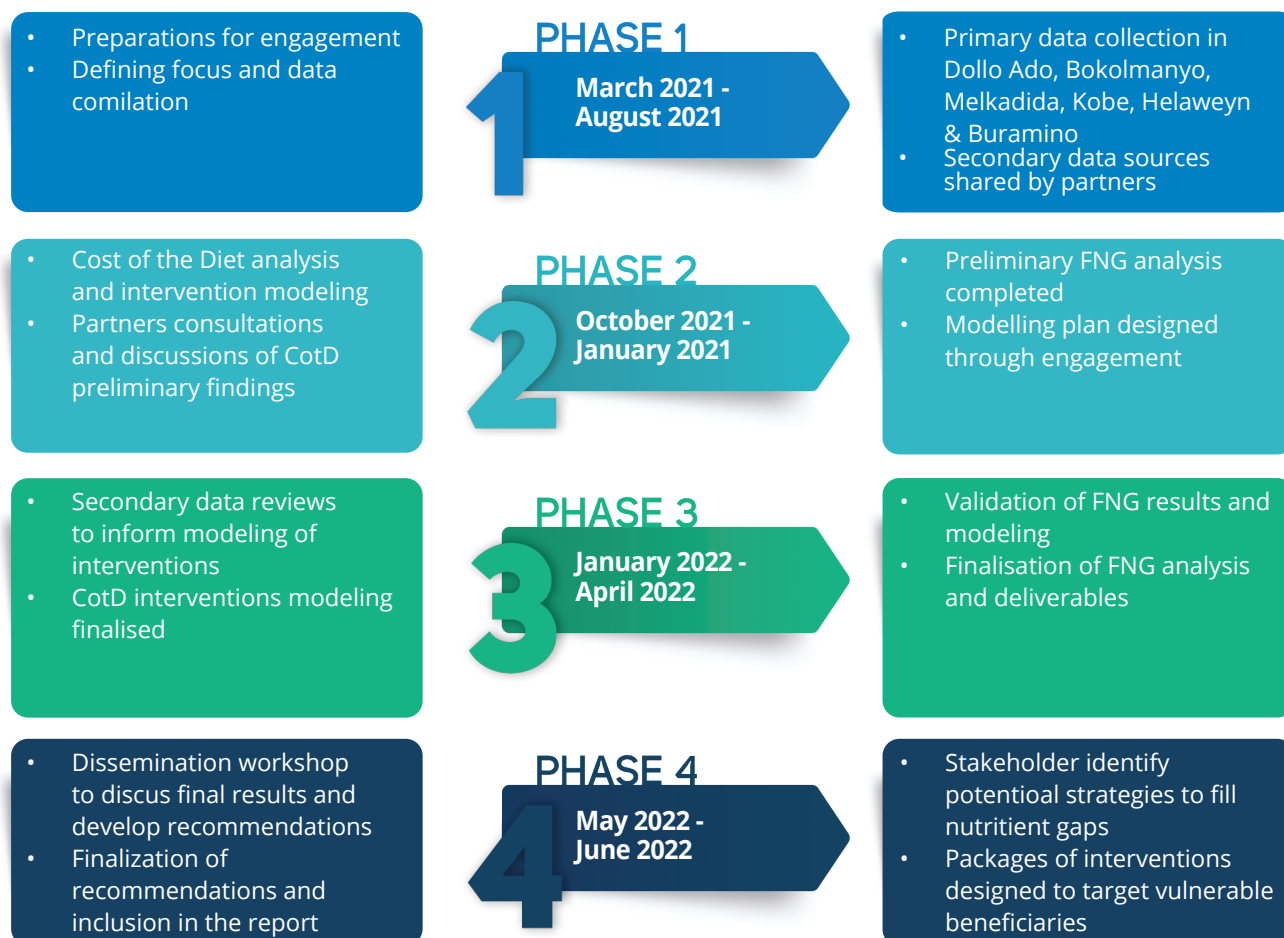 • Preparations for engagement
• Defining focus and data
comilation
PHASE 1
1
March 2021 -
August 2021
• Primary data collection in
Dollo Ado, Bokolmanyo,
Melkadida, Kobe, Helaweyn
& Buramino
• Secondary data sources
shared by partners
• Cost of the Diet analysis
and intervention modeling
• Partners consultations
and discussions of CotD
preliminary findings
PHASE 2
2
October 2021 -
January 2021
• Preliminary FNG analysis
completed
• Modelling plan designed
through engagement
• Secondary data reviews
to inform modeling of
interventions
• CotD interventions modeling
finalised
PHASE 3
3
January 2022 -
April 2022
• Validation of FNG results and
modeling
• Finalisation of FNG analysis
and deliverables
• Dissemination workshop
to discus final results and
develop recommendations
• Finalization of
recommendations and
inclusion in the report
PHASE 4
4
May 2022 -
June 2022
• Stakeholder identify
potentioal strategies to fill
nutritient gaps
• Packages of interventions
designed to target vulnerable
beneficiaries